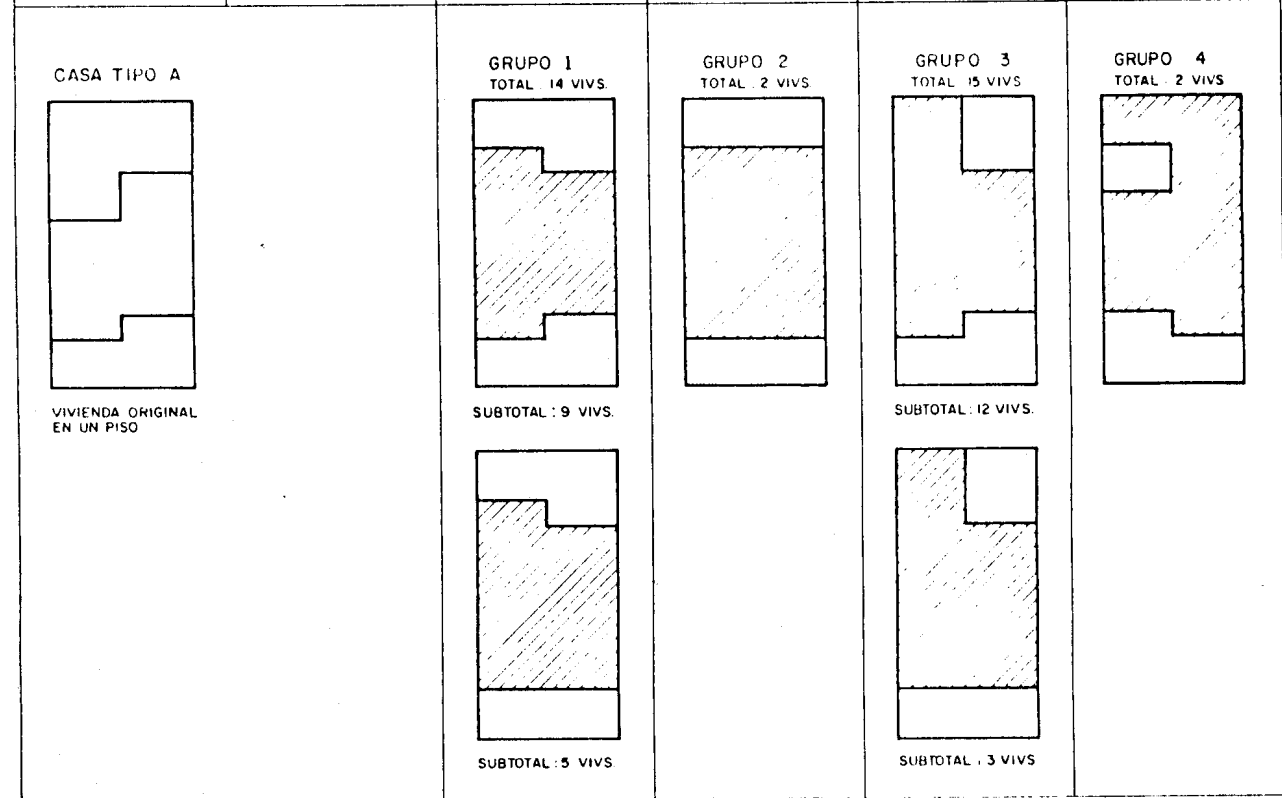 CASA TIPO A
VIVIENDA ORIGINAL
EN UN PISO
GRUPO 1
TOTAL : 14 VIVS.
SUBTOTAL : 9 VIVS.
SUBTOTAL : 5 VIVS
GRUPO 2
TOTAL : 2 VIVS
GRUPO 3
TOTAL 15 VIVS
SUBTOTAL : 12 VIVS.
SUBTOTAL : 3 VIVS
GRUPO 4
TOTAL : 2 VIVS